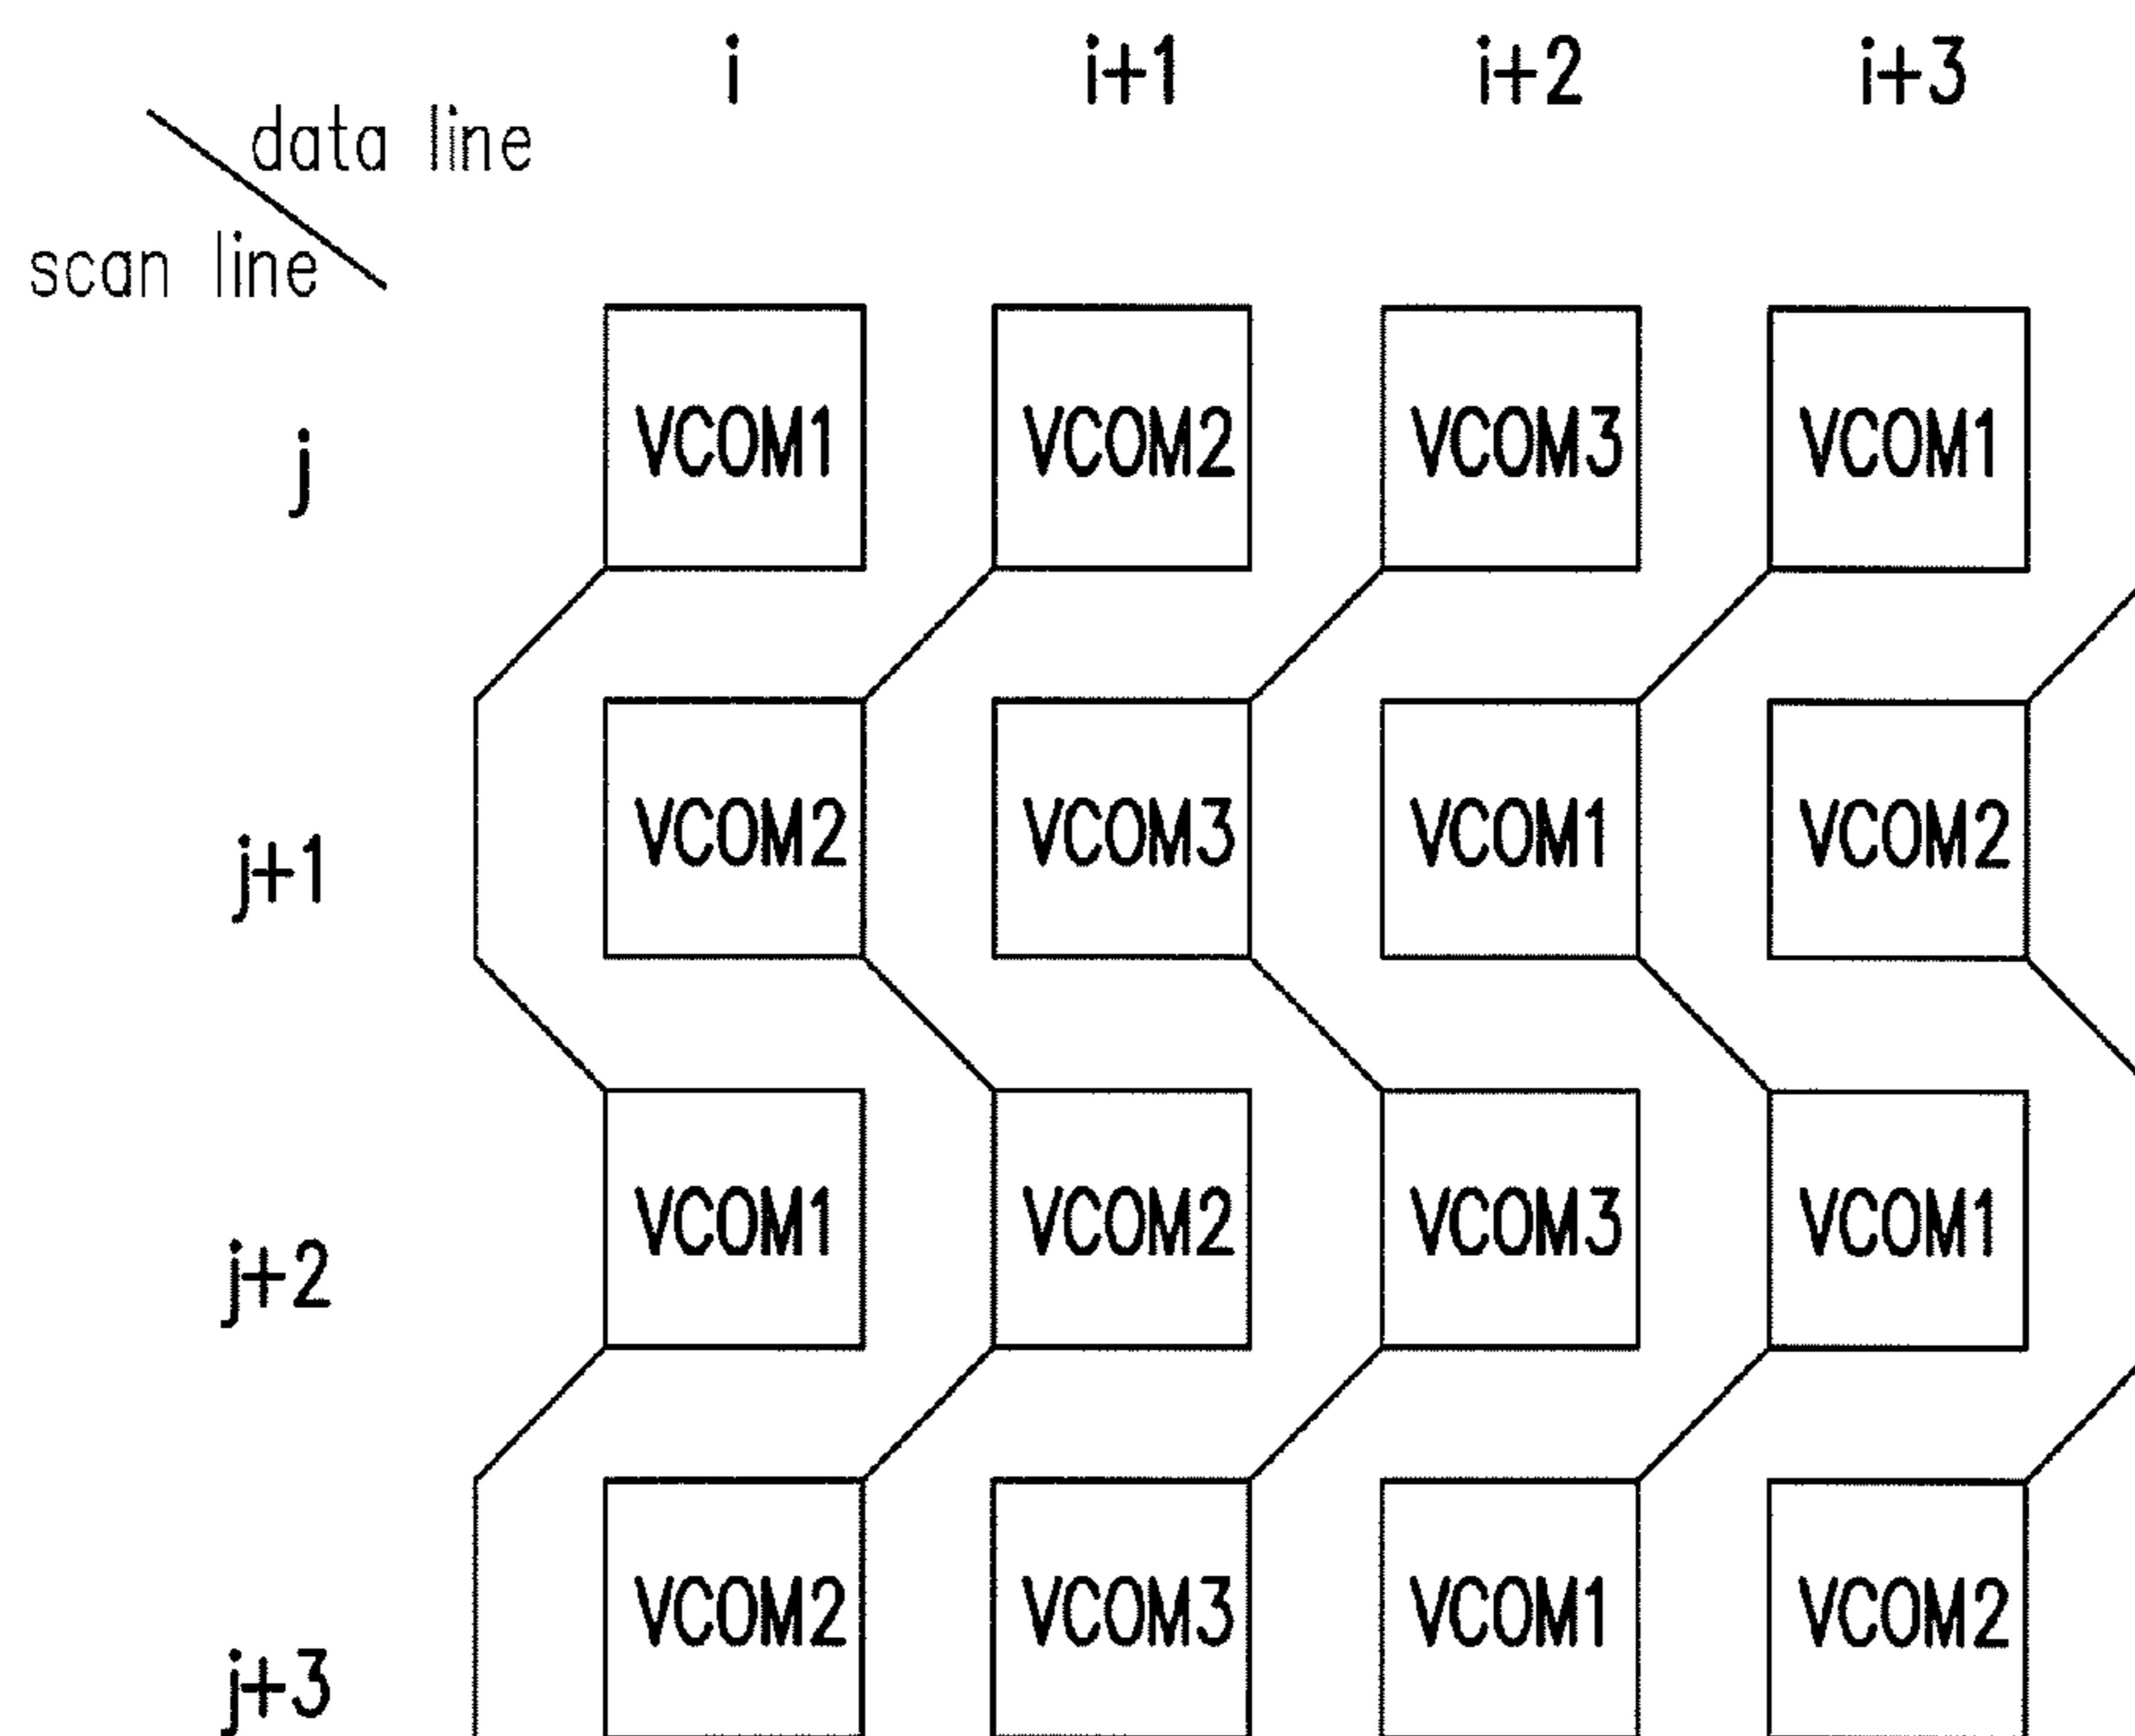 i i+1 i+2 i+3
data line
scan line
j VCOM1 VCOM2 VCOM3 VCOM1
j+1 VCOM2 VCOM3 VCOM1 VCOM2
j+2 VCOM1 VCOM2 VCOM3 VCOM1
j+3 VCOM2 VCOM3 VCOM1 VCOM2